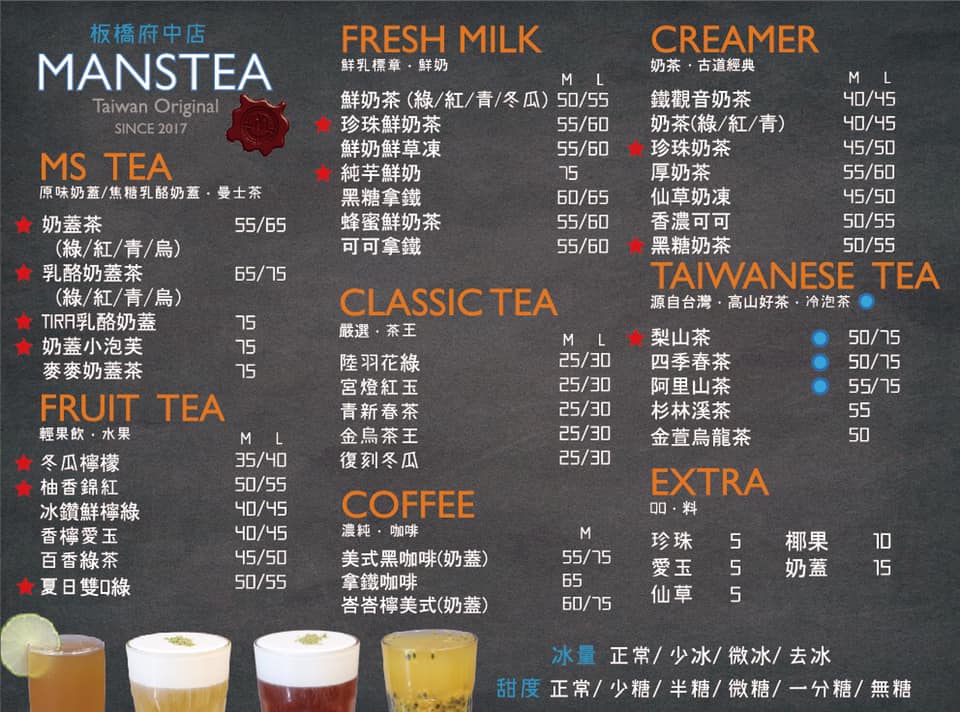 板橋府中店
MANSTEA
Taiwan Original
SINCE 2017
MS TEA
原味奶蓋/焦糖乳酪奶蓋・曼士茶
奶蓋茶 55/65
(綠/紅/青/烏)
乳酪奶蓋茶 65/75
(綠/紅/青/烏)
TIRA乳酪奶蓋 75
奶蓋小泡芙 75
麥麥奶蓋茶 75
FRUIT TEA
輕果飲・水果
M L
冬瓜檸檬 35/40
柚香錦紅 50/55
冰鑽鮮檸綠 40/45
香檸愛玉 40/45
百香綠茶 45/50
夏日雙Q綠 50/55
FRESH MILK
鮮乳標章・鮮奶
M L
鮮奶茶 (綠/紅/青/冬瓜) 50/55
珍珠鮮奶茶 55/60
鮮奶鮮草凍 55/60
純芋鮮奶 75
黑糖拿鐵 60/65
蜂蜜鮮奶茶 55/60
可可拿鐵 55/60
CLASSIC TEA
嚴選・茶王
M L
陸羽花綠 25/30
宮燈紅玉 25/30
青新春茶 25/30
金烏茶王 25/30
復刻冬瓜 25/30
COFFEE
濃純・咖啡
M
美式黑咖啡(奶蓋) 55/75
拿鐵咖啡 65
峇峇檸美式(奶蓋) 60/75
CREAMER
奶茶・古道經典
M L
鐵觀音奶茶 40/45
奶茶(綠/紅/青) 40/45
珍珠奶茶 45/50
厚奶茶 55/60
仙草奶凍 45/50
香濃可可 50/55
黑糖奶茶 50/55
TAIWANESE TEA
源自台灣・高山好茶・冷泡茶
梨山茶 50/75
四季春茶 50/75
阿里山茶 55/75
杉林溪茶 55
金萱烏龍茶 50
EXTRA
加・料
珍珠 5 椰果 10
愛玉 5 奶蓋 15
仙草 5
冰量 正常/ 少冰/ 微冰/ 去冰
甜度 正常/ 少糖/ 半糖/ 微糖/ 一分糖/ 無糖